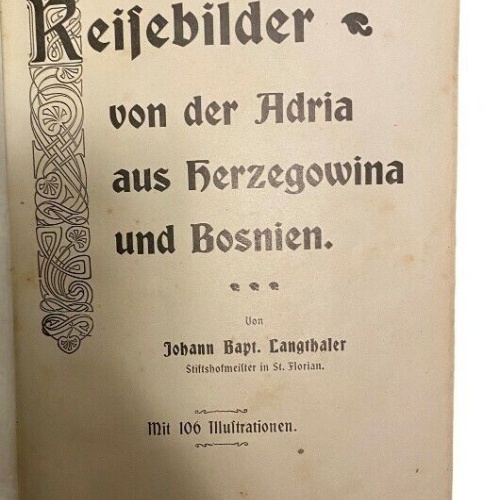 Reiſebilder
von der Adria
aus Herzegowina
und Bosnien.
Von
Johann Bapt. Langthaler
Stiftshofmeiſter in St. Florian.
Mit 106 Illuſtrationen.